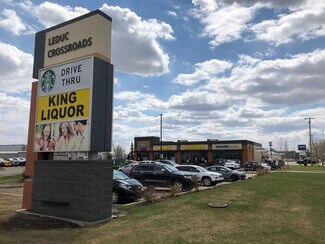 LEDUC
CROSSROADS
DRIVE
THRU
KING
LIQUOR